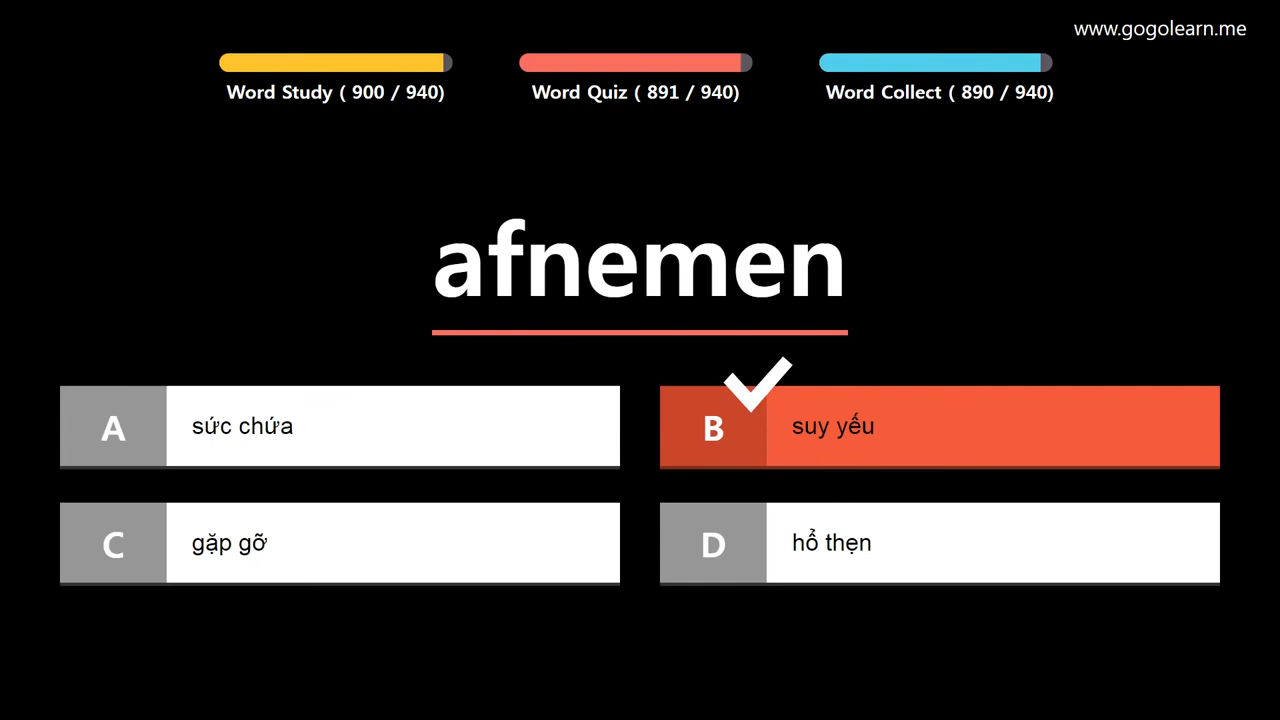 www.gogolearn.me
Word Study ( 900 / 940)
Word Quiz ( 891 / 940)
Word Collect ( 890 / 940)
afnemen
A
sức chứa
B
suy yếu
C
gặp gỡ
D
hổ thẹn